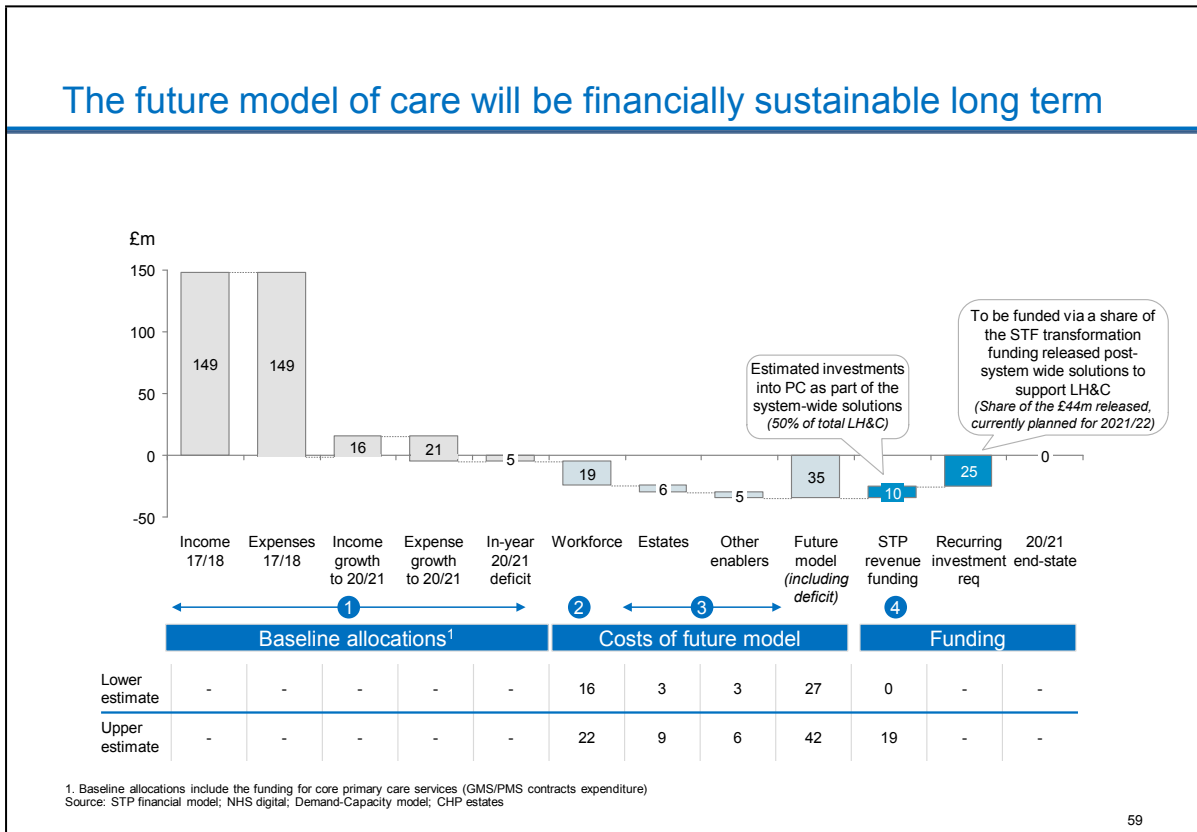 The future model of care will be financially sustainable long term
£m
150
100
50
0
-50
149
149
16
21
5
19
6
5
35
10
25
0
Estimated investments
into PC as part of the
system-wide solutions
(50% of total LH&C)
To be funded via a share of
the STF transformation
funding released post-
system wide solutions to
support LH&C
(Share of the £44m released,
currently planned for 2021/22)
Income
17/18
Expenses
17/18
Income
growth
to 20/21
Expense
growth
to 20/21
In-year
20/21
deficit
Workforce
Estates
Other
enablers
Future
model
(including
deficit)
STP
revenue
funding
Recurring
investment
req
20/21
end-state
1
2
3
4
Baseline allocations1
Costs of future model
Funding
Lower
estimate
- - - - - 16 3 3 27 0 - -
Upper
estimate
- - - - - 22 9 6 42 19 - -
1. Baseline allocations include the funding for core primary care services (GMS/PMS contracts expenditure)
Source: STP financial model; NHS digital; Demand-Capacity model; CHP estates
59